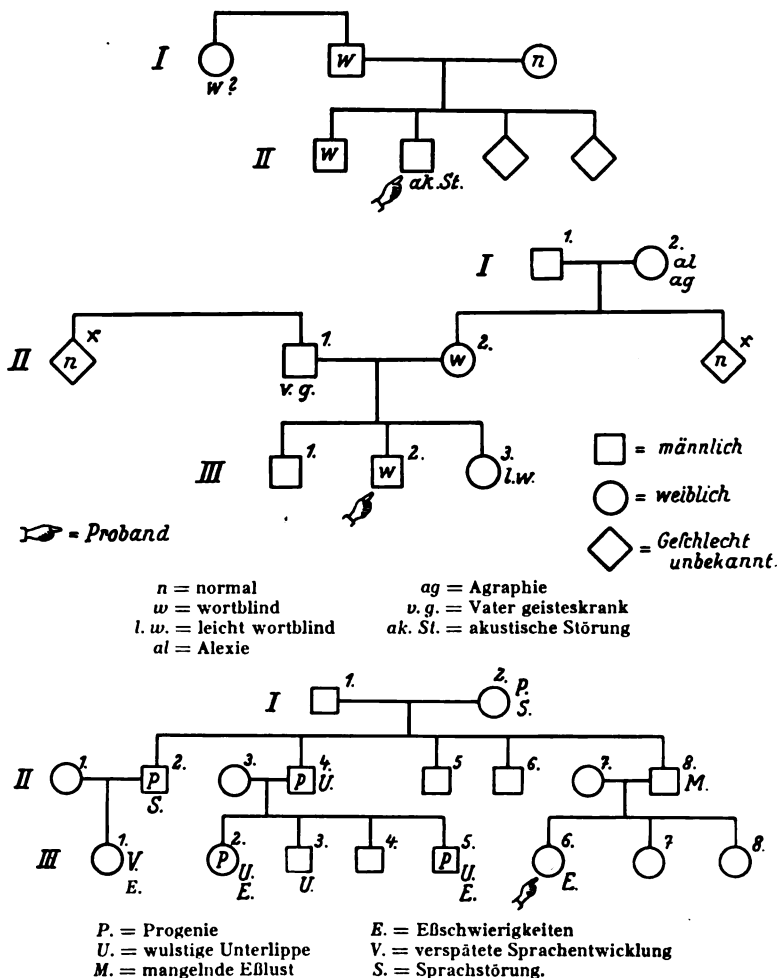 I
w?
w
n
II
w
ak. St.
I
1.
2.
al
ag
II
n
x
1.
v. g.
w
2.
n
x
III
1.
w
2.
3.
l. w.
= männlich
= weiblich
= Geſchlecht
unbekannt.
= Proband
n = normal
w = wortblind
l. w. = leicht wortblind
al = Alexie
ag = Agraphie
v. g. = Vater geisteskrank
ak. St. = akustische Störung
I
1.
2.
P.
S.
II
1.
P
2.
S.
3.
P
4.
U.
5
6.
7.
8.
M.
III
1.
V.
E.
P
2.
U.
E.
3.
U.
4.
P
5.
U.
E.
6.
E.
7
8.
P. = Progenie
U. = wulstige Unterlippe
M. = mangelnde Eßlust
E. = Eßschwierigkeiten
V. = verspätete Sprachentwicklung
S. = Sprachstörung.